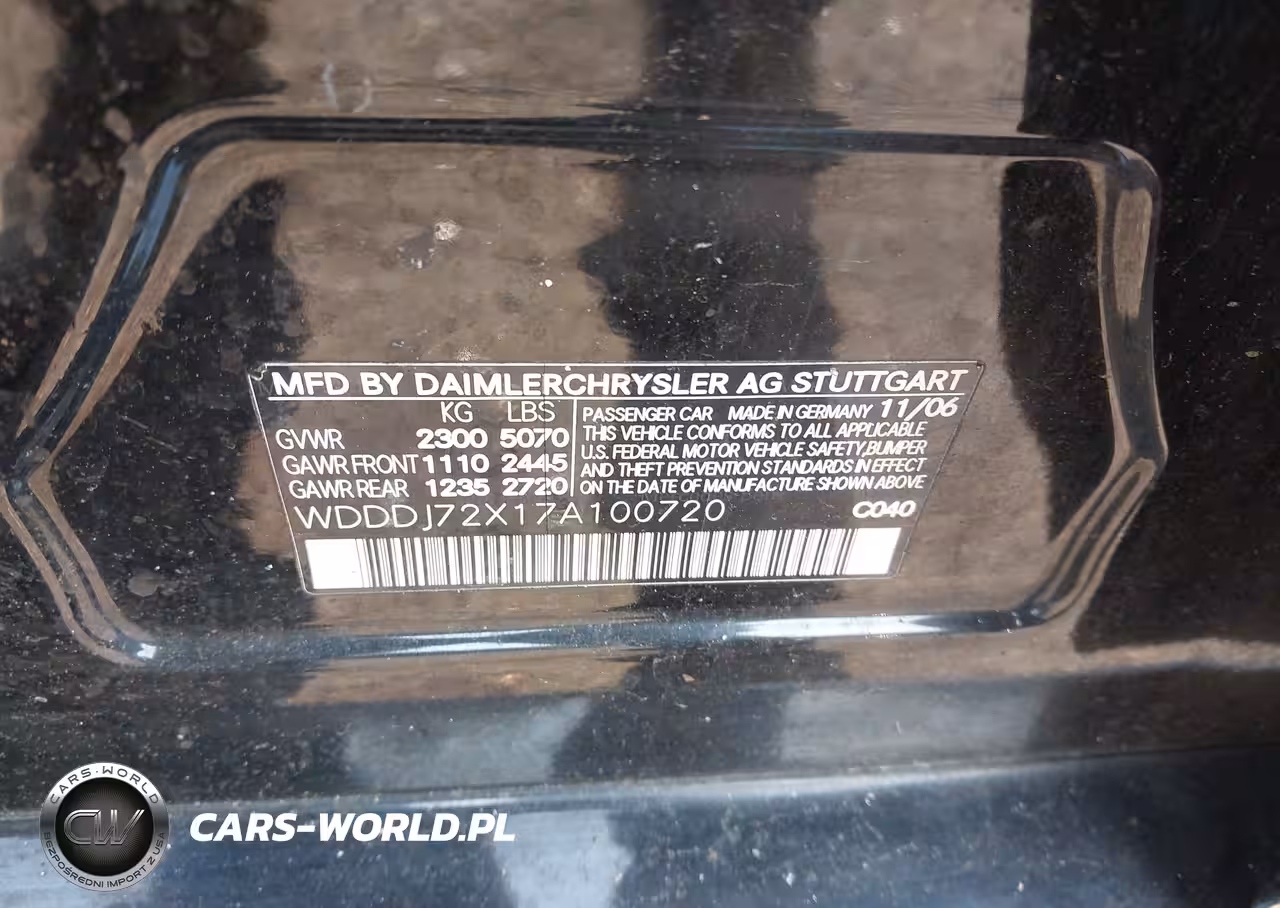 MFD BY DAIMLERCHRYSLER AG STUTTGART
KG LBS
GVWR 2300 5070
GAWR FRONT 1110 2445
GAWR REAR 1235 2720
PASSENGER CAR MADE IN GERMANY 11/06
THIS VEHICLE CONFORMS TO ALL APPLICABLE
U.S. FEDERAL MOTOR VEHICLE SAFETY, BUMPER
AND THEFT PREVENTION STANDARDS IN EFFECT
ON THE DATE OF MANUFACTURE SHOWN ABOVE
WDDDJ72X17A100720 C040
CARS-WORLD
CW
BEZPOŚREDNI IMPORT Z USA
CARS-WORLD.PL